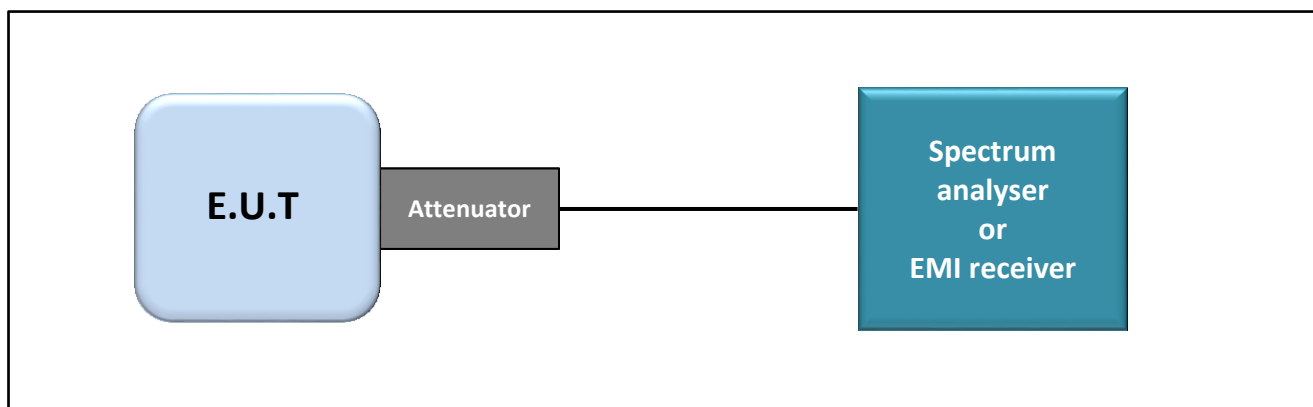 E.U.T
Attenuator
Spectrum
analyser
or
EMI receiver